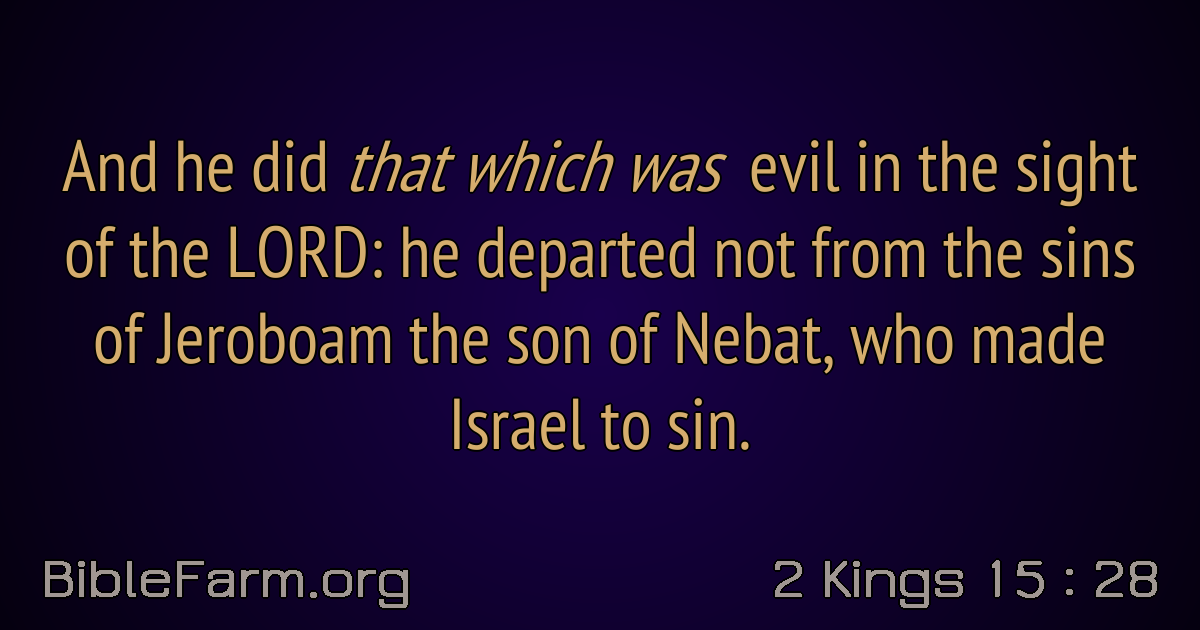 And he did that which was evil in the sight
of the LORD: he departed not from the sins
of Jeroboam the son of Nebat, who made
Israel to sin.
BibleFarm.org
2 Kings 15 : 28